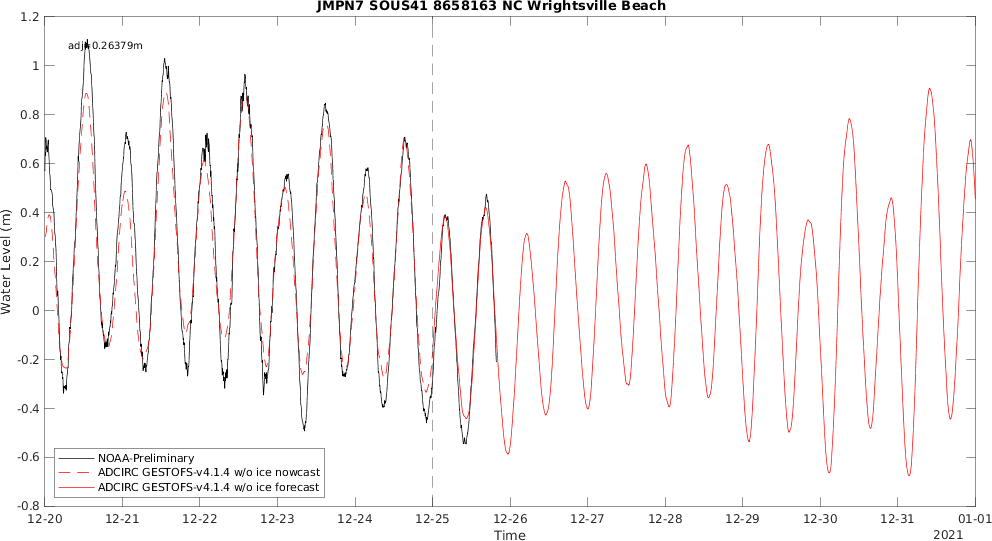 JMPN7 SOUS41 8658163 NC Wrightsville Beach
adj=0.26379m
Water Level (m)
1.2
1
0.8
0.6
0.4
0.2
0
-0.2
-0.4
-0.6
-0.8
NOAA-Preliminary
ADCIRC GESTOFS-v4.1.4 w/o ice nowcast
ADCIRC GESTOFS-v4.1.4 w/o ice forecast
12-20 12-21 12-22 12-23 12-24 12-25 12-26 12-27 12-28 12-29 12-30 12-31 01-01
Time
2021